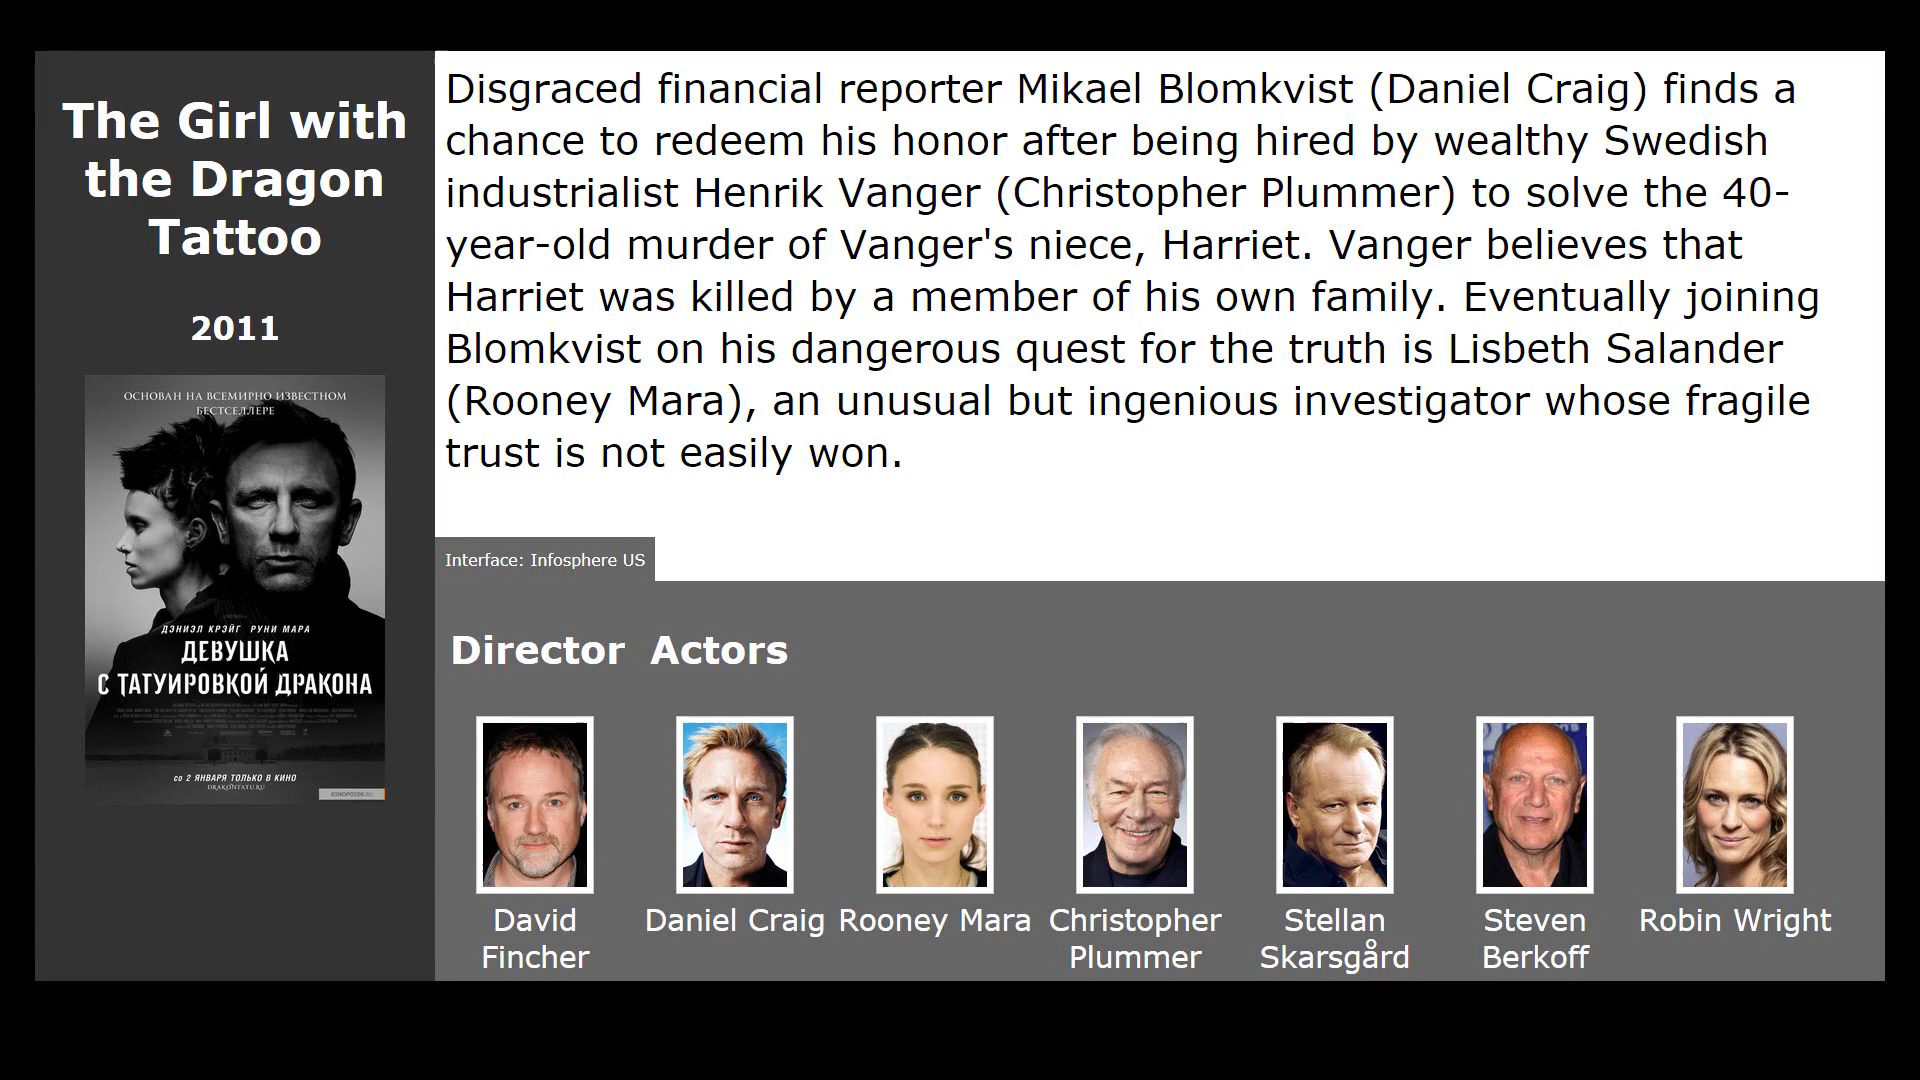 The Girl with
the Dragon
Tattoo
2011
ОСНОВАН НА ВСЕМИРНО ИЗВЕСТНОМ
БЕСТСЕЛЛЕРЕ
ДЭНИЭЛ КРЭЙГ РУНИ МАРА
ДЕВУШКА
С ТАТУИРОВКОЙ ДРАКОНА
со 2 ЯНВАРЯ ТОЛЬКО В КИНО
DRAKONTATU.RU
KINOPOISK.RU
Disgraced financial reporter Mikael Blomkvist (Daniel Craig) finds a
chance to redeem his honor after being hired by wealthy Swedish
industrialist Henrik Vanger (Christopher Plummer) to solve the 40-
year-old murder of Vanger's niece, Harriet. Vanger believes that
Harriet was killed by a member of his own family. Eventually joining
Blomkvist on his dangerous quest for the truth is Lisbeth Salander
(Rooney Mara), an unusual but ingenious investigator whose fragile
trust is not easily won.
Interface: Infosphere US
Director Actors
David
Fincher
Daniel Craig
Rooney Mara
Christopher
Plummer
Stellan
Skarsgård
Steven
Berkoff
Robin Wright